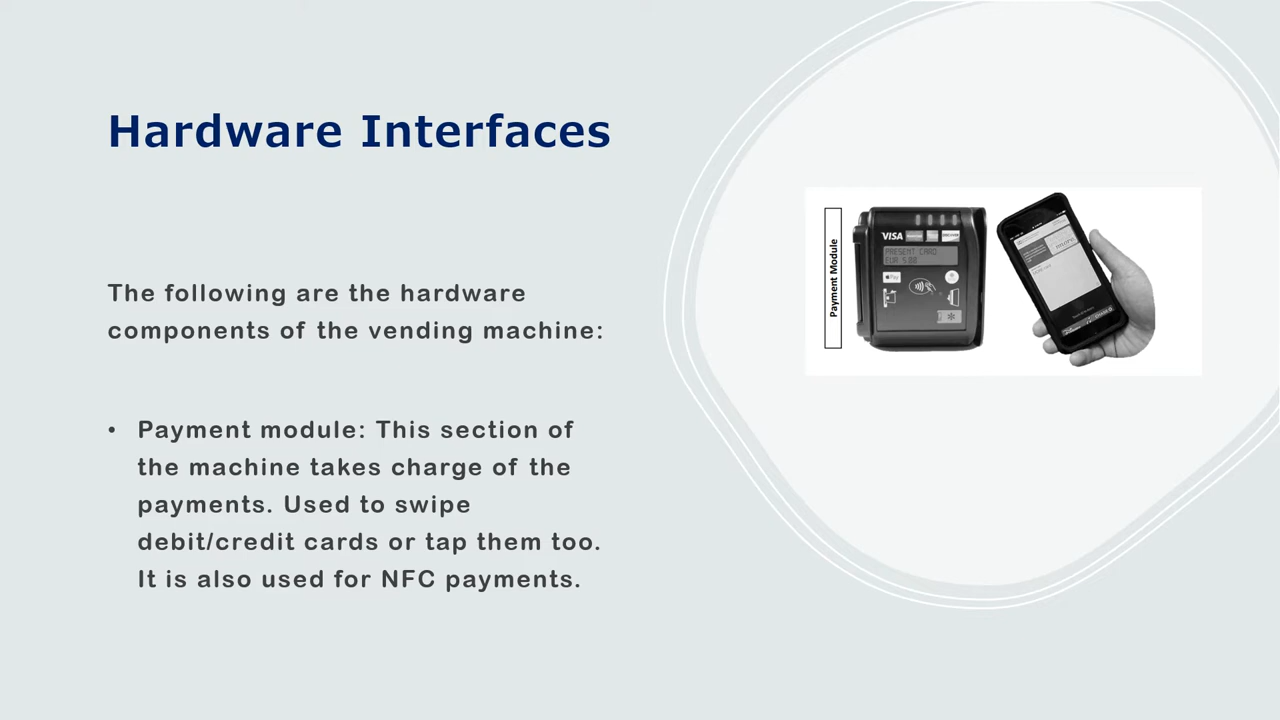 Hardware Interfaces
The following are the hardware
components of the vending machine:
• Payment module: This section of
the machine takes charge of the
payments. Used to swipe
debit/credit cards or tap them too.
It is also used for NFC payments.
Payment Module
VISA
PRESENT CARD
EUR 5.00
Pay